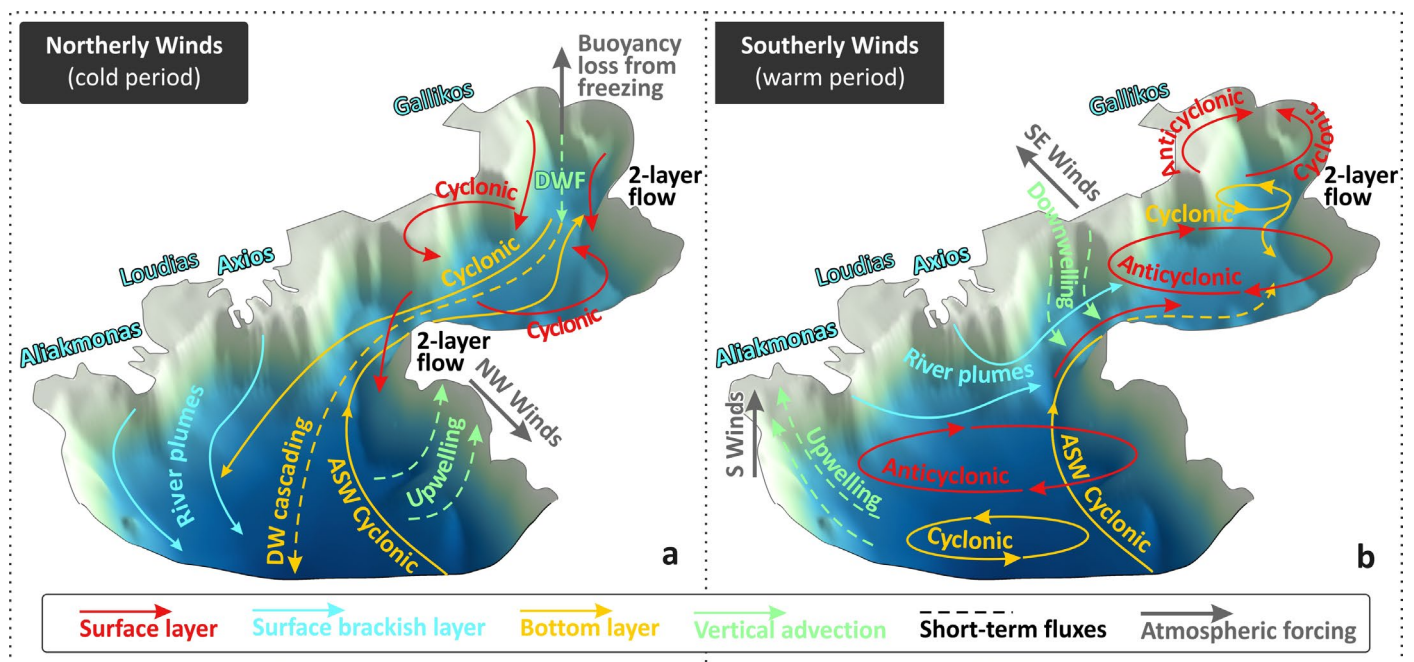 Northerly Winds
(cold period)
Buoyancy
loss from
freezing
Gallikos
DWF
2-layer
flow
Cyclonic
Cyclonic
Cyclonic
Loudias
Axios
Aliakmonas
2-layer
flow
NW Winds
River plumes
DW cascading
ASW Cyclonic
Upwelling
a
Southerly Winds
(warm period)
Gallikos
Anticyclonic
Cyclonic
SE Winds
2-layer
flow
Downwelling
Cyclonic
Anticyclonic
Loudias
Axios
Aliakmonas
River plumes
S Winds
Upwelling
Anticyclonic
ASW Cyclonic
Cyclonic
b
Surface layer
Surface brackish layer
Bottom layer
Vertical advection
Short-term fluxes
Atmospheric forcing